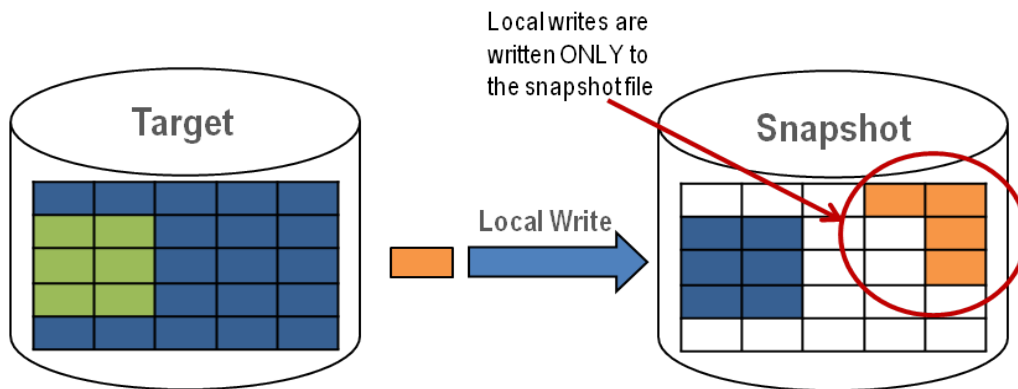 Local writes are
written ONLY to
the snapshot file
Target
Snapshot
Local Write